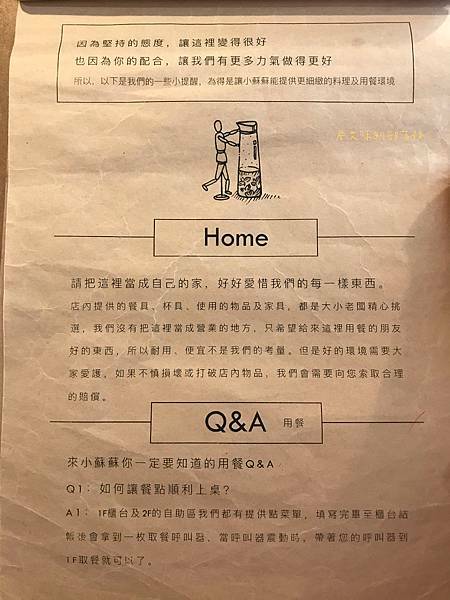 因為堅持的態度，讓這裡變得很好
也因為你的配合，讓我們有更多力氣做得更好
所以，以下是我們的一些小提醒，為得是讓小蘇蘇能提供更細緻的料理及用餐環境
Home
請把這裡當成自己的家，好好愛惜我們的每一樣東西。
店內提供的餐具、杯具、使用的物品及家具，都是大小老闆精心挑
選，我們沒有把這裡當成營業的地方，只希望給來這裡用餐的朋友
好的東西，所以耐用、便宜不是我們的考量。但是好的環境需要大
家愛護，如果不慎損壞或打破店內物品，我們會需要向您索取合理
的賠償。
Q&A 用餐
來小蘇蘇你一定要知道的用餐Q&A
Q1：如何讓餐點順利上桌？
A1：1F櫃台及2F的自助區我們都有提供點菜單，填寫完畢至櫃台結
帳後會拿到一枚取餐呼叫器，當呼叫器震動時，帶著您的呼叫器到
1F取餐就可以了。